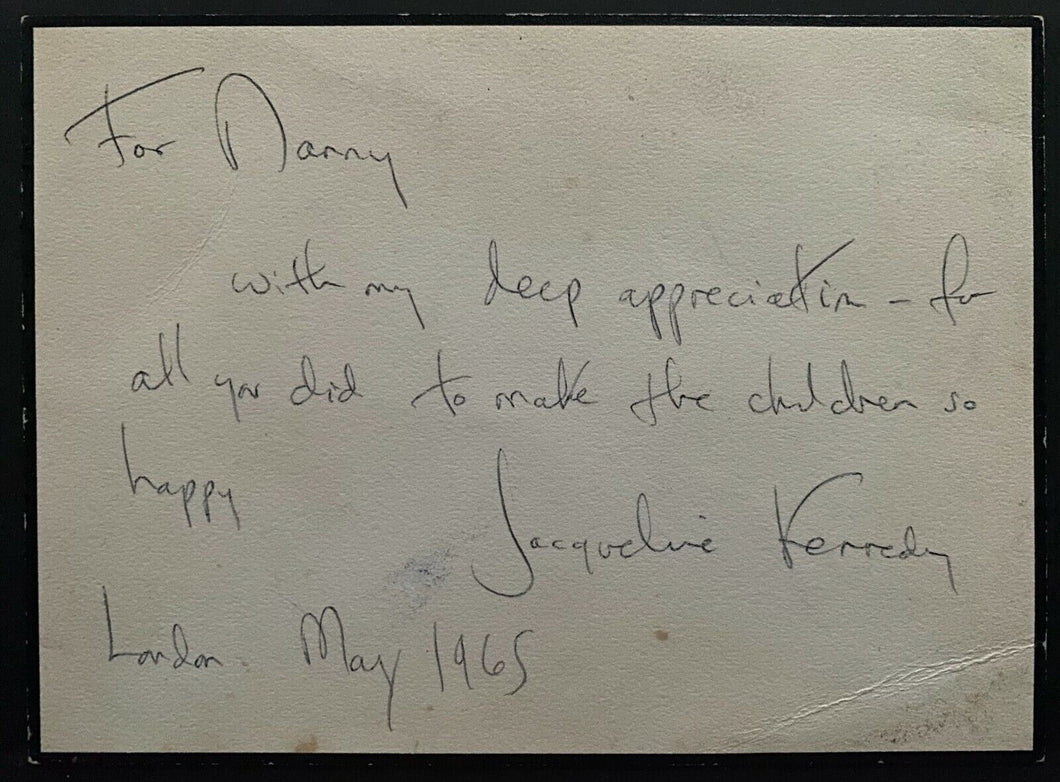 For Nanny
with my deep appreciation - for
all you did to make the children so
happy
Jacqueline Kennedy
London. May 1965